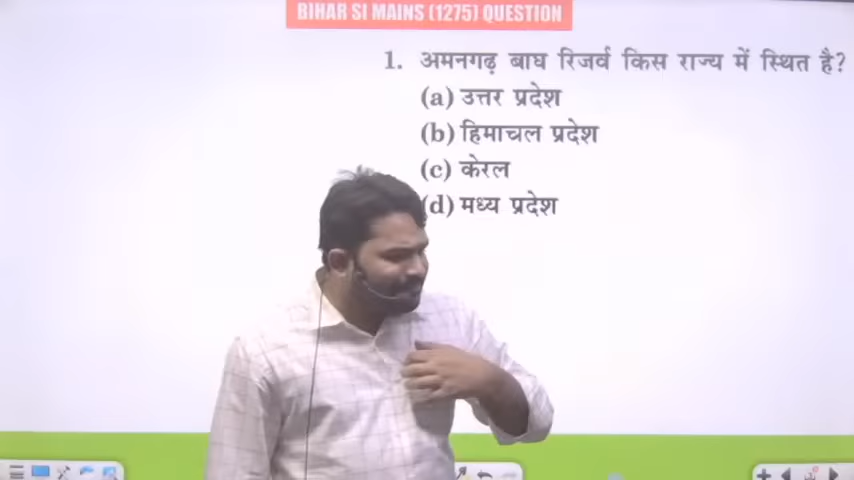 BIHAR SI MAINS (1275) QUESTION
1. अमनगढ़ बाघ रिजर्व किस राज्य में स्थित है?
(a) उत्तर प्रदेश
(b) हिमाचल प्रदेश
(c) केरल
(d) मध्य प्रदेश